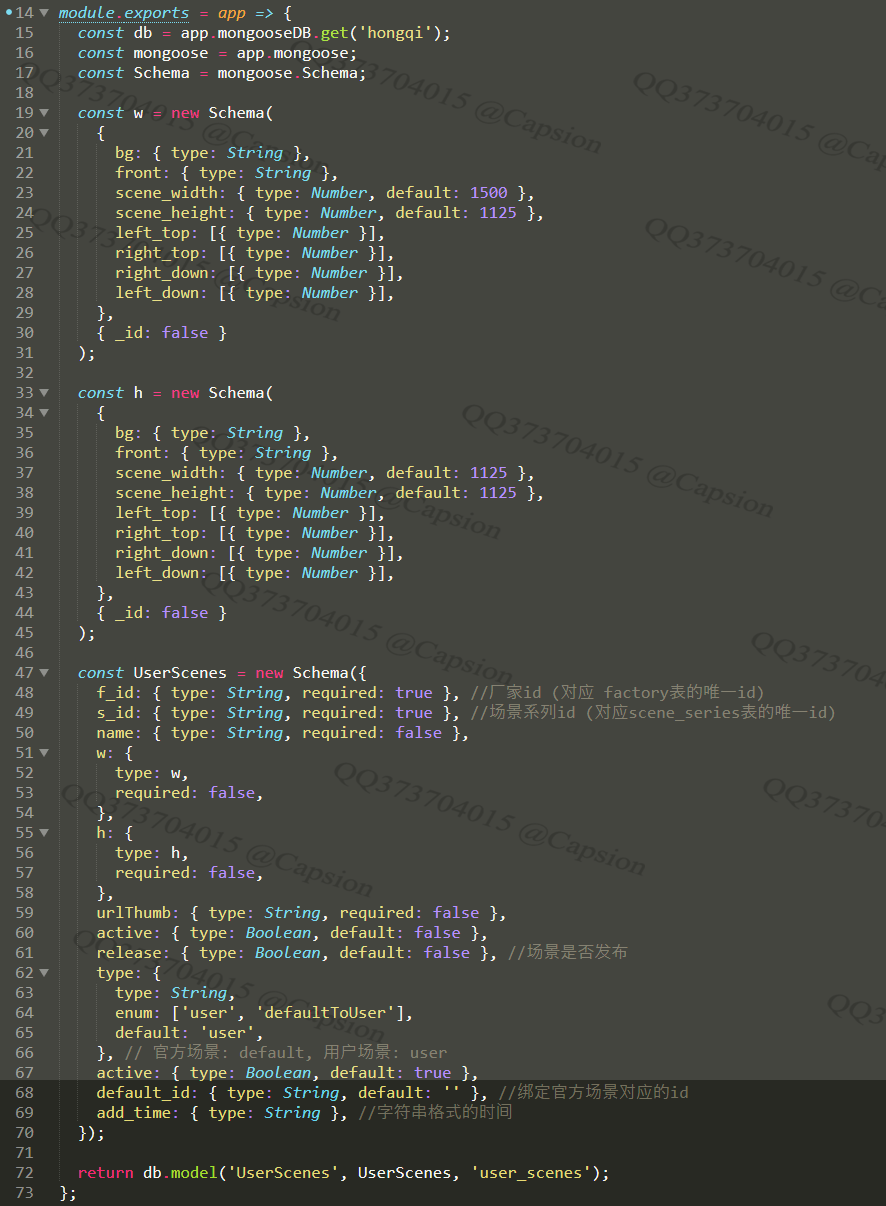 14 module.exports = app => {
15 const db = app.mongooseDB.get('hongqi');
16 const mongoose = app.mongoose;
17 const Schema = mongoose.Schema;
18
19 const w = new Schema(
20 {
21 bg: { type: String },
22 front: { type: String },
23 scene_width: { type: Number, default: 1500 },
24 scene_height: { type: Number, default: 1125 },
25 left_top: [{ type: Number }],
26 right_top: [{ type: Number }],
27 right_down: [{ type: Number }],
28 left_down: [{ type: Number }],
29 },
30 { _id: false }
31 );
32
33 const h = new Schema(
34 {
35 bg: { type: String },
36 front: { type: String },
37 scene_width: { type: Number, default: 1125 },
38 scene_height: { type: Number, default: 1125 },
39 left_top: [{ type: Number }],
40 right_top: [{ type: Number }],
41 right_down: [{ type: Number }],
42 left_down: [{ type: Number }],
43 },
44 { _id: false }
45 );
46
47 const UserScenes = new Schema({
48 f_id: { type: String, required: true }, //厂家id (对应 factory表的唯一id)
49 s_id: { type: String, required: true }, //场景系列id (对应scene_series表的唯一id)
50 name: { type: String, required: false },
51 w: {
52 type: w,
53 required: false,
54 },
55 h: {
56 type: h,
57 required: false,
58 },
59 urlThumb: { type: String, required: false },
60 active: { type: Boolean, default: false },
61 release: { type: Boolean, default: false }, //场景是否发布
62 type: {
63 type: String,
64 enum: ['user', 'defaultToUser'],
65 default: 'user',
66 }, // 官方场景: default, 用户场景: user
67 active: { type: Boolean, default: true },
68 default_id: { type: String, default: '' }, //绑定官方场景对应的id
69 add_time: { type: String }, //字符串格式的时间
70 });
71
72 return db.model('UserScenes', UserScenes, 'user_scenes');
73 };
QQ373704015 @Capsion